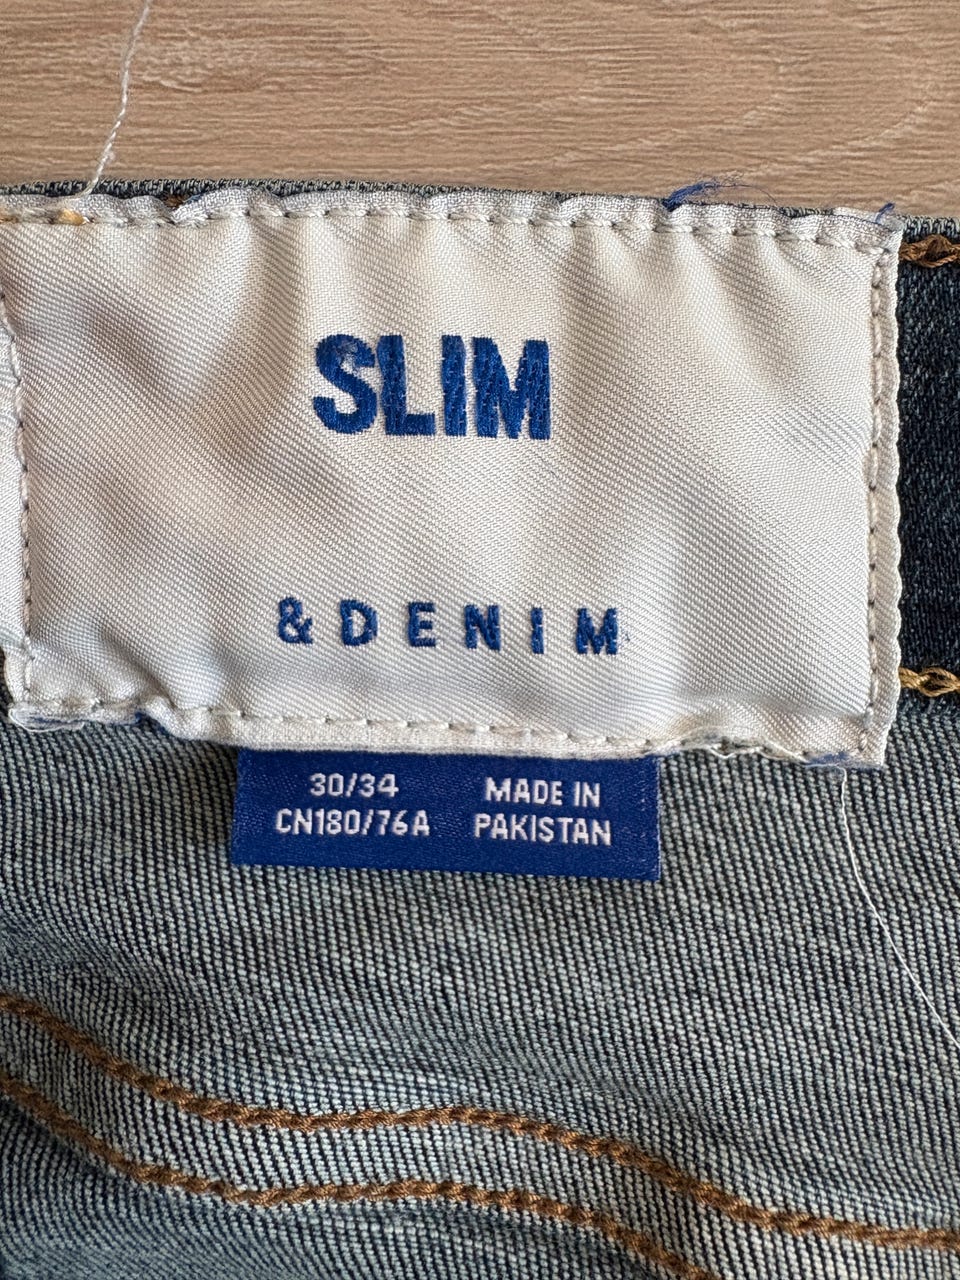 SLIM
&DENIM
30/34 MADE IN
CN180/76A PAKISTAN